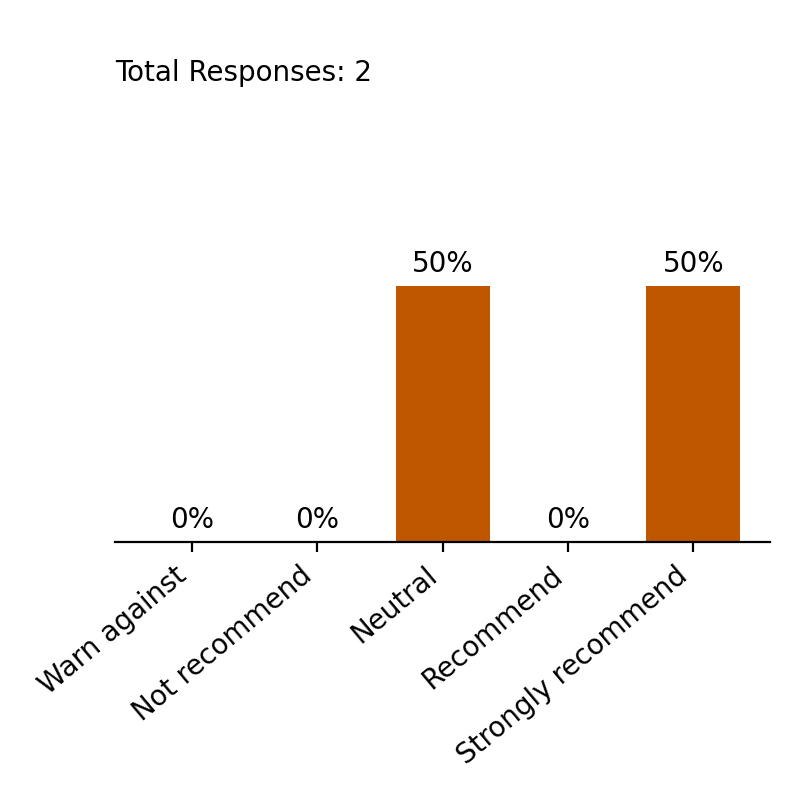 Total Responses: 2
50%
50%
0%
0%
0%
Warn against
Not recommend
Neutral
Recommend
Strongly recommend